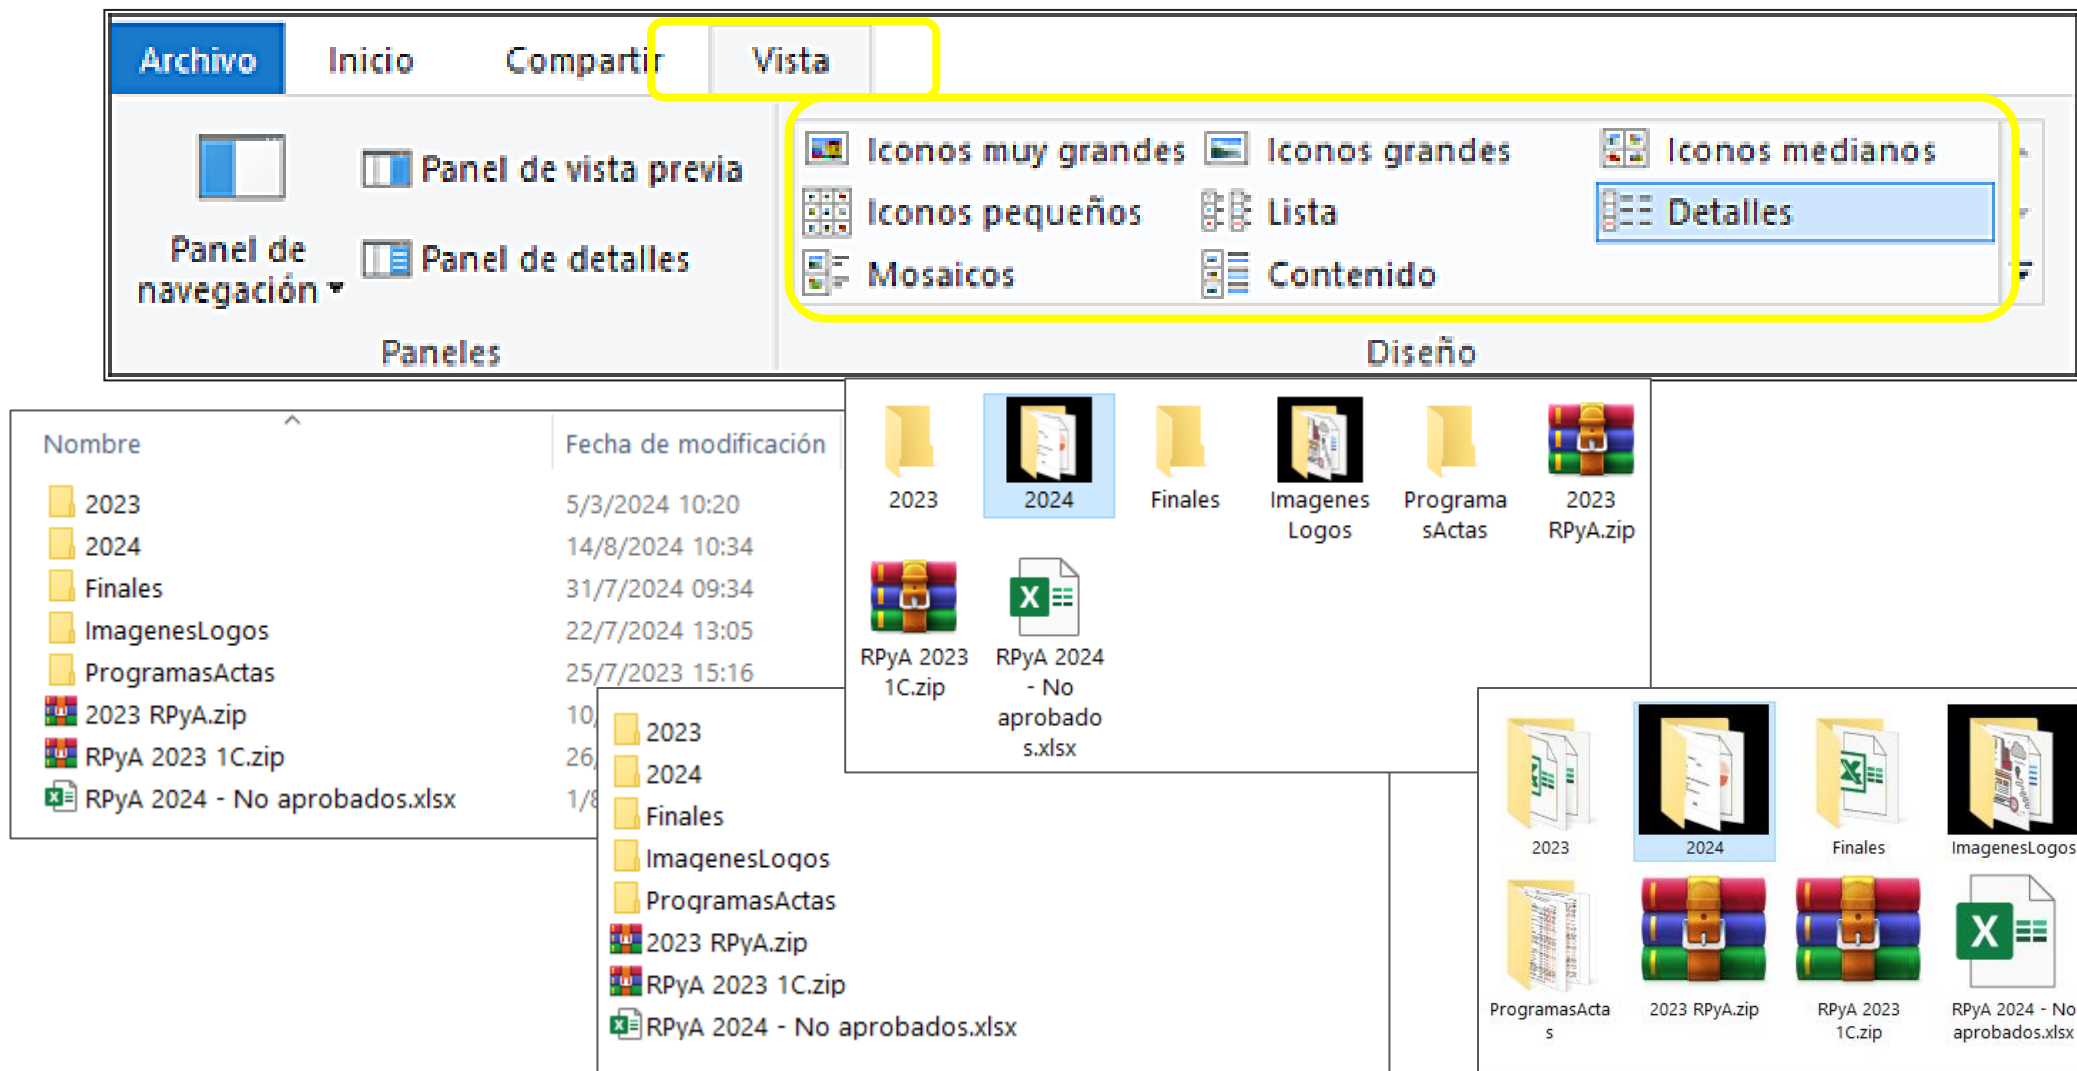 Archivo Inicio Compartir Vista
Iconos muy grandes Iconos grandes Iconos medianos
Panel de vista previa
Iconos pequeños Lista Detalles
Panel de
navegación
Panel de detalles
Mosaicos Contenido
Paneles Diseño
Nombre Fecha de modificación
2023 5/3/2024 10:20
2024 14/8/2024 10:34
Finales 31/7/2024 09:34
ImagenesLogos 22/7/2024 13:05
ProgramasActas 25/7/2023 15:16
2023 RPyA.zip 10/
RPyA 2023 1C.zip 26/
RPyA 2024 - No aprobados.xlsx 1/8
2023 2024 Finales Imagenes Programa 2023
Logos sActas RPyA.zip
RPyA 2023 RPyA 2024
1C.zip - No
aprobado
s.xlsx
2023
2024
Finales
ImagenesLogos
ProgramasActas
2023 RPyA.zip
RPyA 2023 1C.zip
RPyA 2024 - No aprobados.xlsx
2023 2024 Finales ImagenesLogos
ProgramasActa 2023 RPyA.zip RPyA 2023 RPyA 2024 - No
s 1C.zip aprobados.xlsx